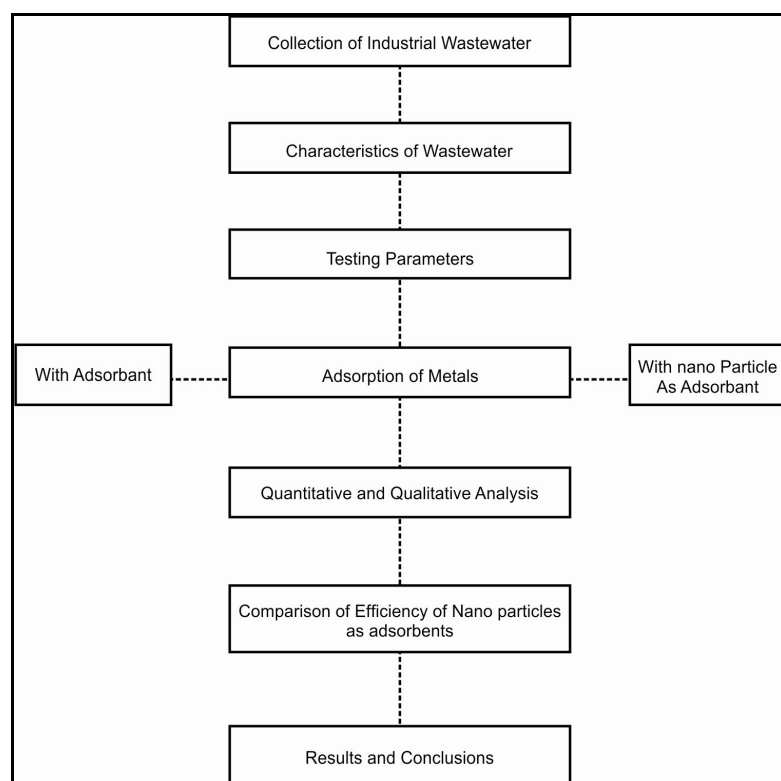 Collection of Industrial Wastewater
Characteristics of Wastewater
Testing Parameters
With Adsorbant
Adsorption of Metals
With nano Particle
As Adsorbant
Quantitative and Qualitative Analysis
Comparison of Efficiency of Nano particles
as adsorbents
Results and Conclusions